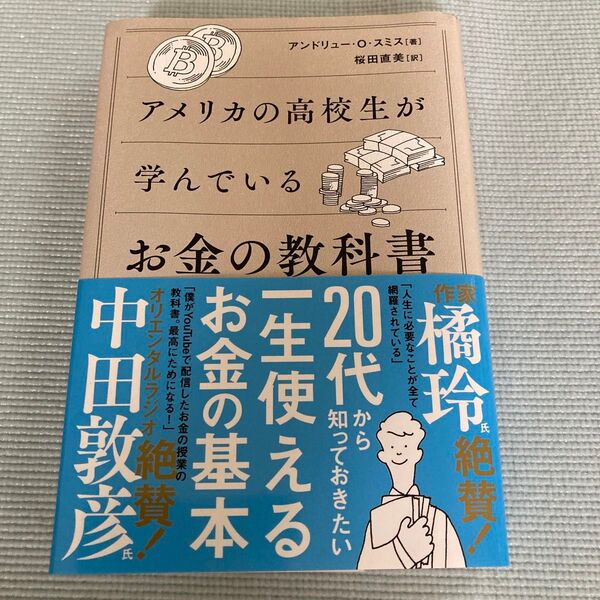 アンドリュー・O・スミス[著]
桜田直美[訳]
アメリカの高校生が
学んでいる
お金の教科書
作家
橘玲氏絶賛!
「人生に必要なことが全て
網羅されている」
20代から知っておきたい
一生使える
お金の基本
「僕がYouTubeで配信したお金の授業の
教科書。最高にためになる!」
オリエンタルラジオ
中田敦彦氏
絶賛!